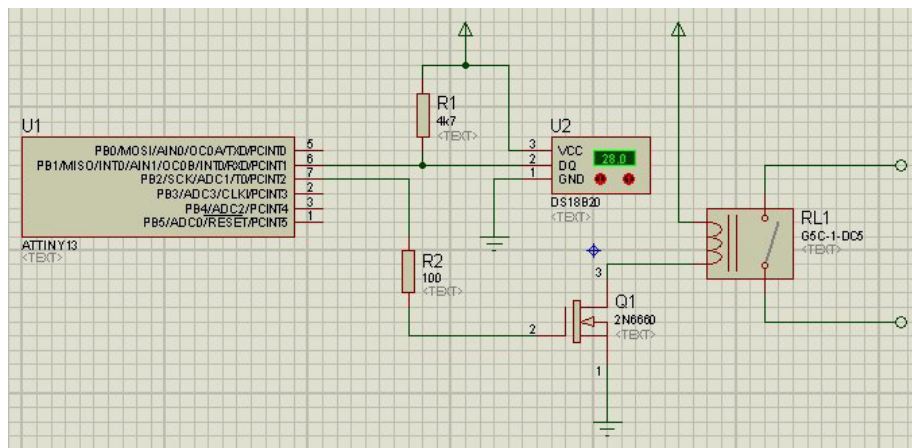 U1
PB0/MOSI/AIN0/OC0A/TXD/PCINT0 5
PB1/MISO/INT0/AIN1/OC0B/INT0/RXD/PCINT1 6
PB2/SCK/ADC1/T0/PCINT2 7
PB3/ADC3/CLKI/PCINT3 2
PB4/ADC2/PCINT4 3
PB5/ADC0/RESET/PCINT5 1
ATTINY13
<TEXT>
R1
4k7
<TEXT>
U2
3 VCC
2 DQ
1 GND
28.0
DS18B20
<TEXT>
RL1
G5C-1-DC5
<TEXT>
R2
100
<TEXT>
3
Q1
2N6660
<TEXT>
2
1